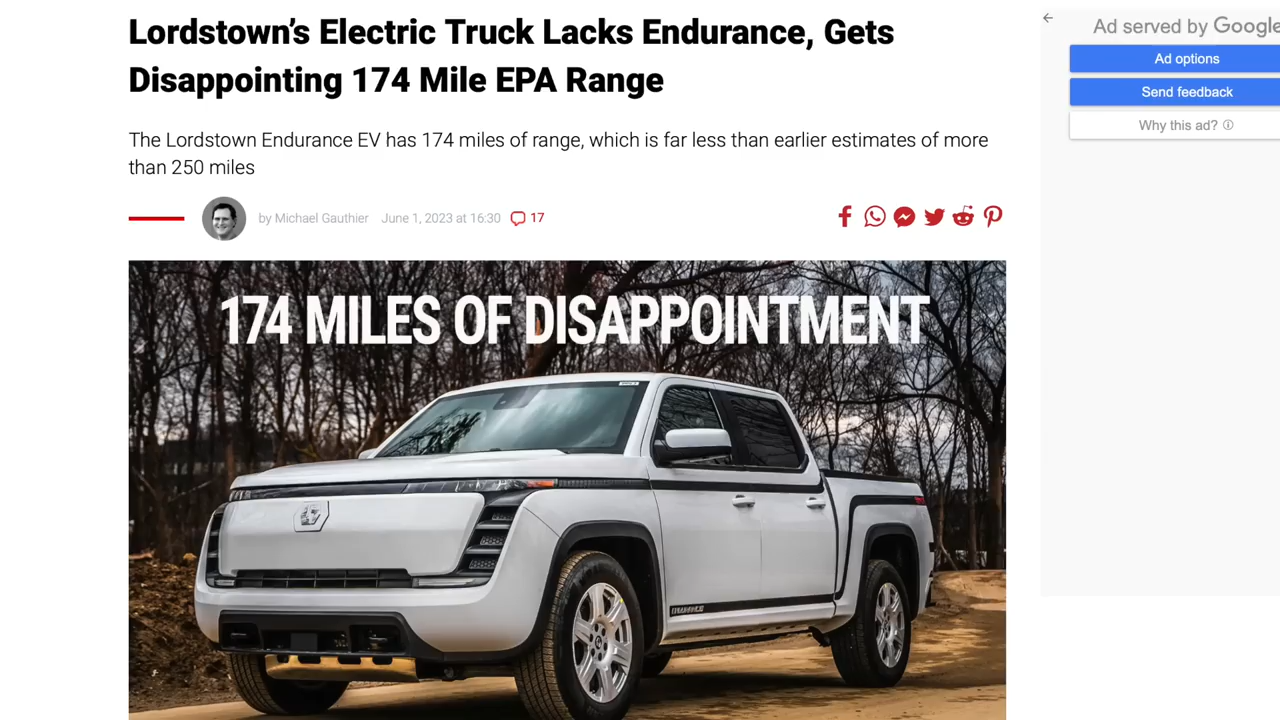 Lordstown’s Electric Truck Lacks Endurance, Gets
Disappointing 174 Mile EPA Range
The Lordstown Endurance EV has 174 miles of range, which is far less than earlier estimates of more
than 250 miles
by Michael Gauthier June 1, 2023 at 16:30 17
174 MILES OF DISAPPOINTMENT
Ad served by Google
Ad options
Send feedback
Why this ad?